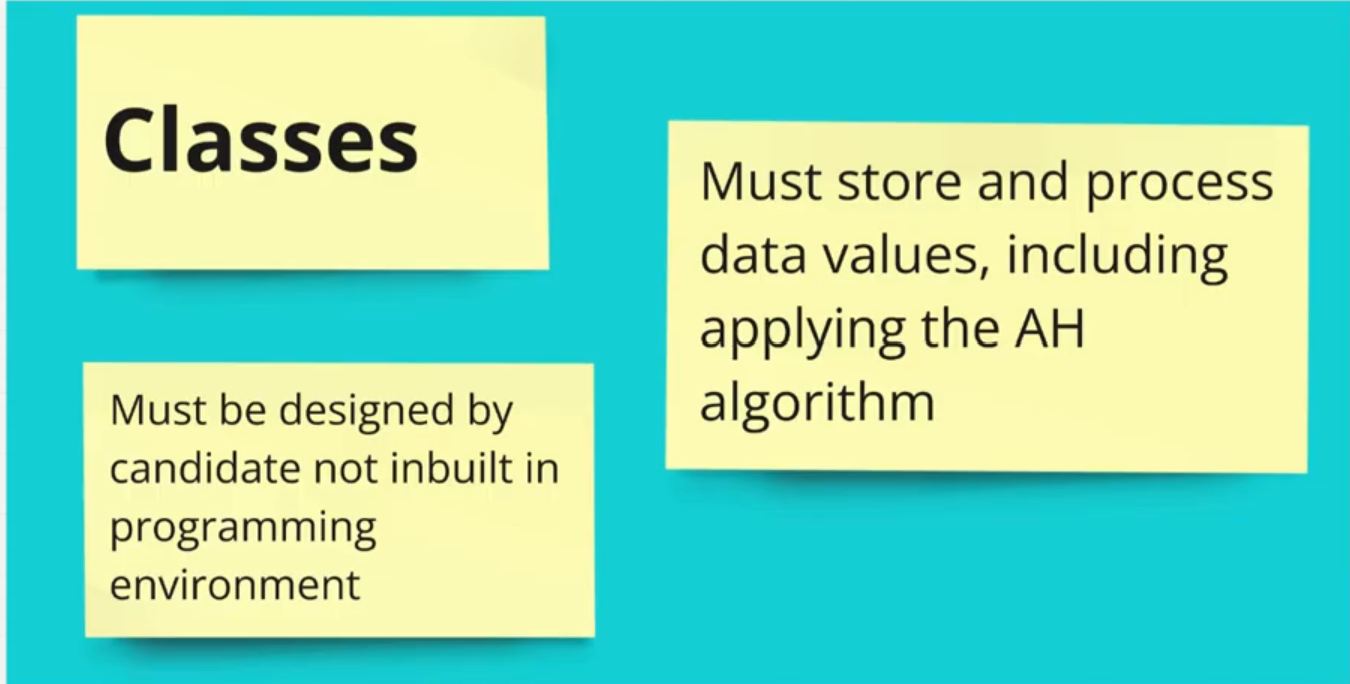 Classes
Must be designed by
candidate not inbuilt in
programming
environment
Must store and process
data values, including
applying the AH
algorithm